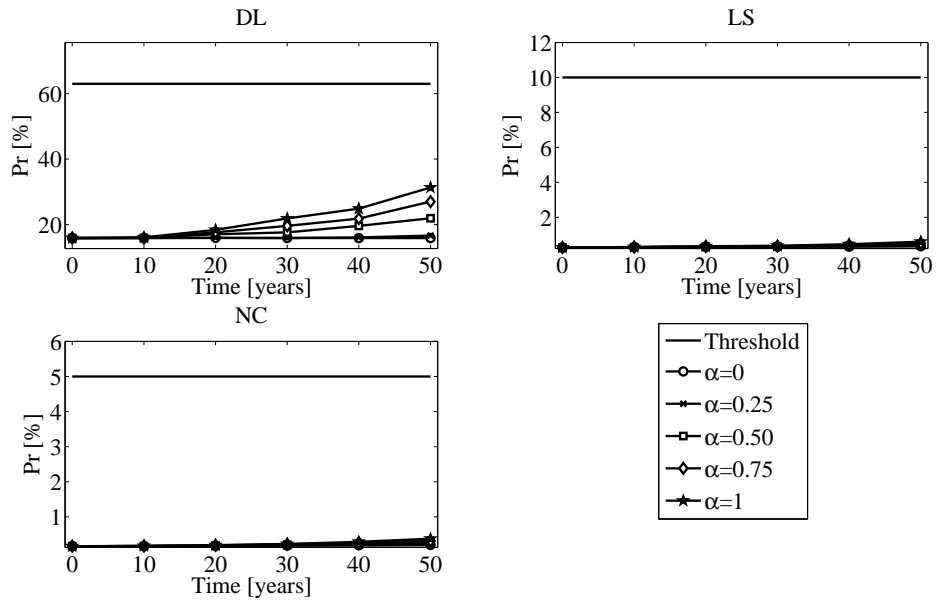 DL
Pr [%]
60
40
20
0 10 20 30 40 50
Time [years]
LS
Pr [%]
12
10
8
6
4
2
0 10 20 30 40 50
Time [years]
NC
Pr [%]
6
5
4
3
2
1
0 10 20 30 40 50
Time [years]
Threshold
α=0
α=0.25
α=0.50
α=0.75
α=1